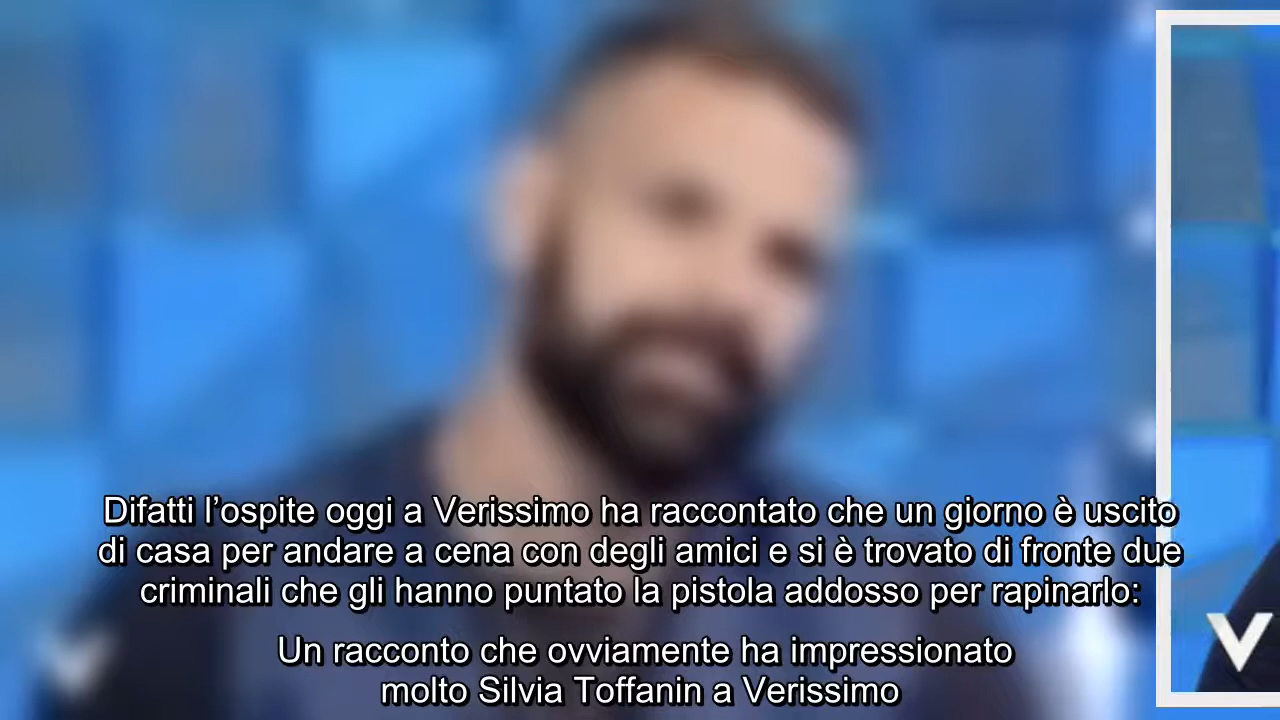 Difatti l’ospite oggi a Verissimo ha raccontato che un giorno è uscito
di casa per andare a cena con degli amici e si è trovato di fronte due
criminali che gli hanno puntato la pistola addosso per rapinarlo:
Un racconto che ovviamente ha impressionato
molto Silvia Toffanin a Verissimo
V
V